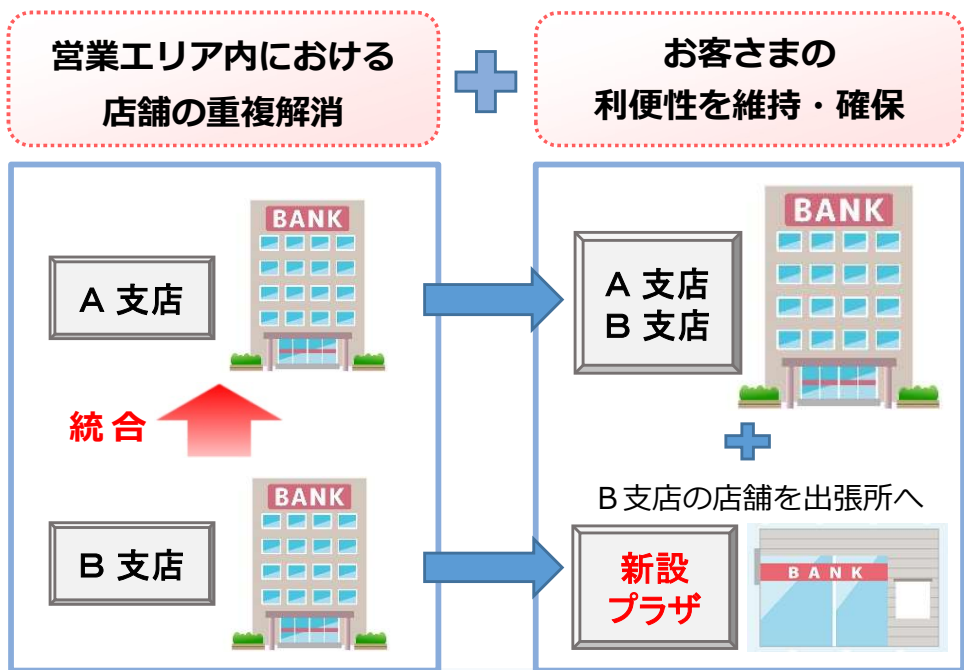 営業エリア内における
店舗の重複解消
お客さまの
利便性を維持・確保
BANK
A 支店
統合
BANK
B 支店
A 支店
B 支店
BANK
B支店の店舗を出張所へ
新設
プラザ
BANK